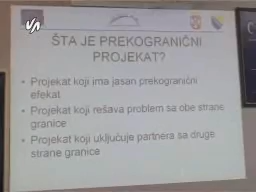 ŠTA JE PREKOGRANIČNI
PROJEKAT?
• Projekat koji ima jasan prekogranični
efekat
• Projekat koji rešava problem sa obe strane
granice
• Projekat koji uključuje partnera sa druge
strane granice